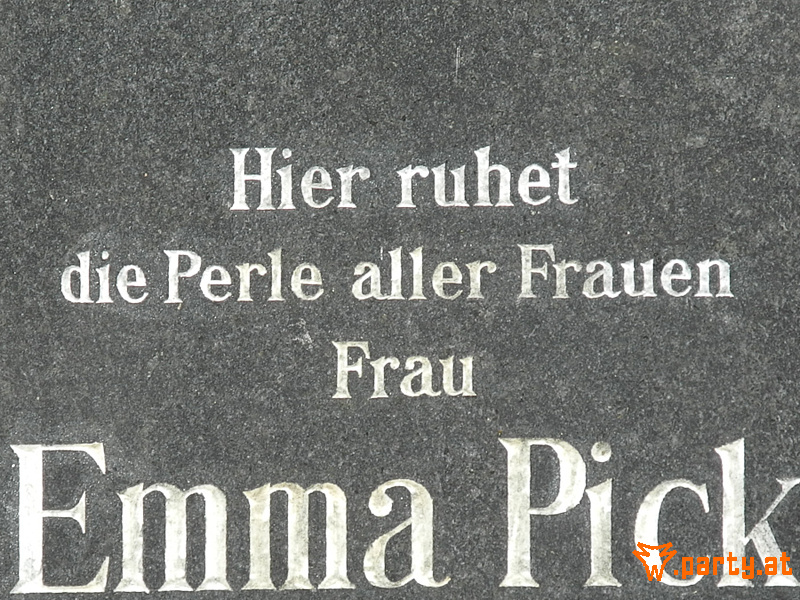 Hier ruhet
die Perle aller Frauen
Frau
Emma Pick
w.party.at